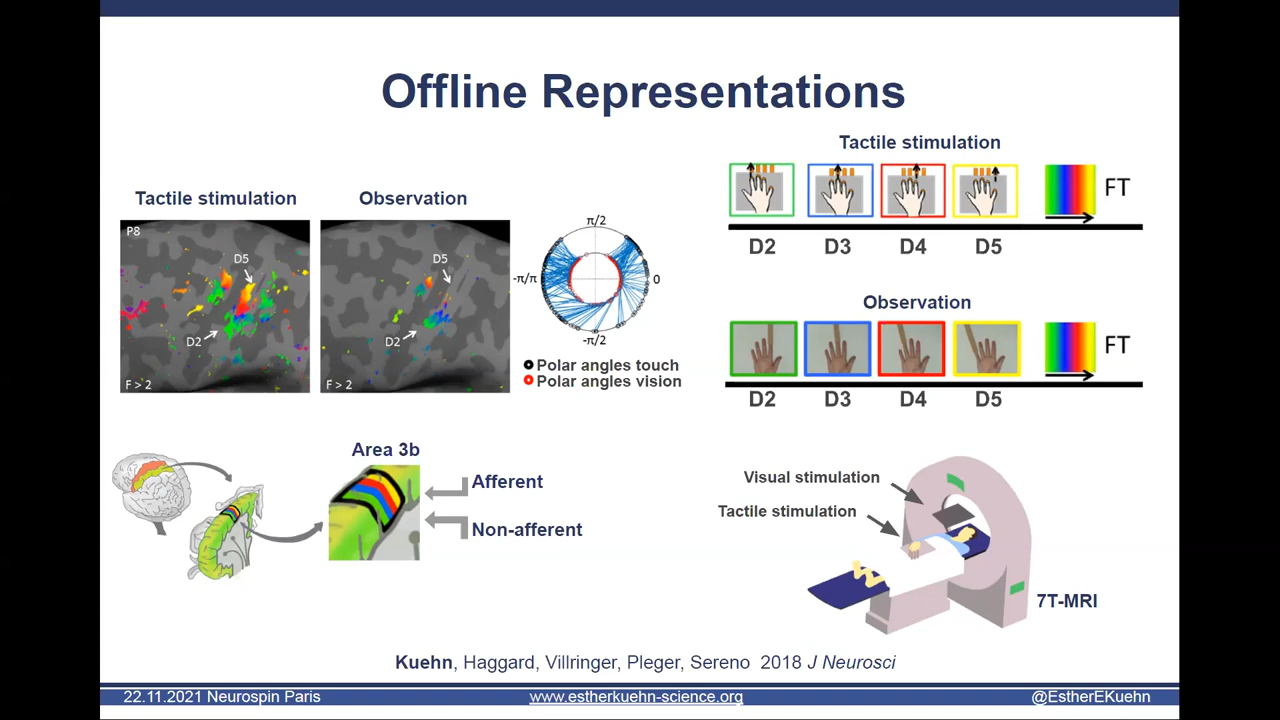 Offline Representations
Tactile stimulation
Observation
P8
D5
D2
F > 2
D5
D2
F > 2
π/2
-π/π
0
-π/2
Polar angles touch
Polar angles vision
Tactile stimulation
FT
D2 D3 D4 D5
Observation
FT
D2 D3 D4 D5
Area 3b
Afferent
Non-afferent
Visual stimulation
Tactile stimulation
7T-MRI
Kuehn, Haggard, Villringer, Pleger, Sereno 2018 J Neurosci
22.11.2021 Neurospin Paris
www.estherkuehn-science.org
@EstherEKuehn